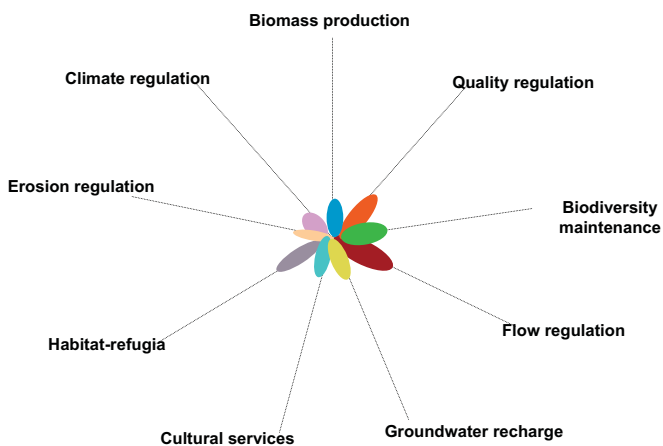 Biomass production
Climate regulation
Quality regulation
Erosion regulation
Biodiversity
maintenance
Flow regulation
Habitat-refugia
Groundwater recharge
Cultural services